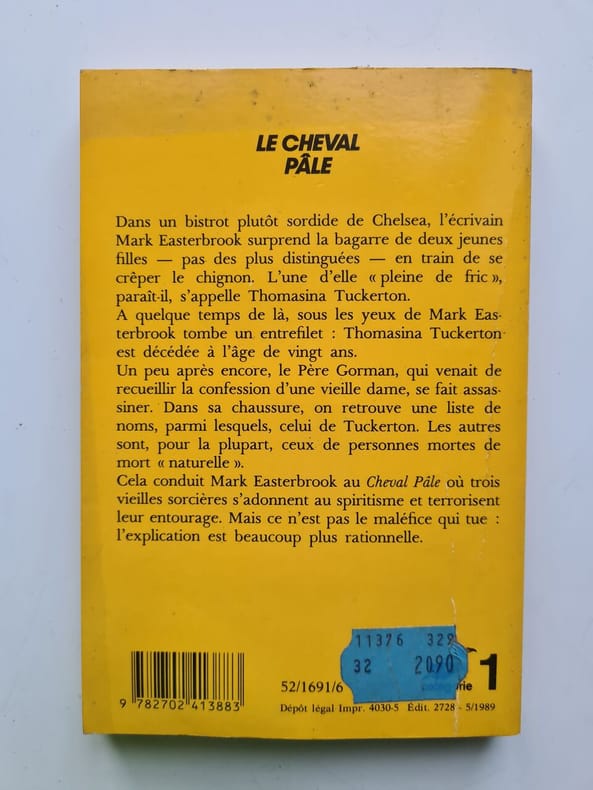 LE CHEVAL
PÂLE
Dans un bistrot plutôt sordide de Chelsea, l'écrivain
Mark Easterbrook surprend la bagarre de deux jeunes
filles — pas des plus distinguées — en train de se
crêper le chignon. L'une d'elle « pleine de fric »,
paraît-il, s'appelle Thomasina Tuckerton.
A quelque temps de là, sous les yeux de Mark Eas-
terbrook tombe un entrefilet : Thomasina Tuckerton
est décédée à l'âge de vingt ans.
Un peu après encore, le Père Gorman, qui venait de
recueillir la confession d'une vieille dame, se fait assas-
siner. Dans sa chaussure, on retrouve une liste de
noms, parmi lesquels, celui de Tuckerton. Les autres
sont, pour la plupart, ceux de personnes mortes de
mort « naturelle ».
Cela conduit Mark Easterbrook au Cheval Pâle où trois
vieilles sorcières s'adonnent au spiritisme et terrorisent
leur entourage. Mais ce n'est pas le maléfice qui tue :
l'explication est beaucoup plus rationnelle.
11376 329
32 2090
52/1691/6
1
9 782702 413883
Dépôt légal Impr. 4030-5 Édit. 2728 - 5/1989